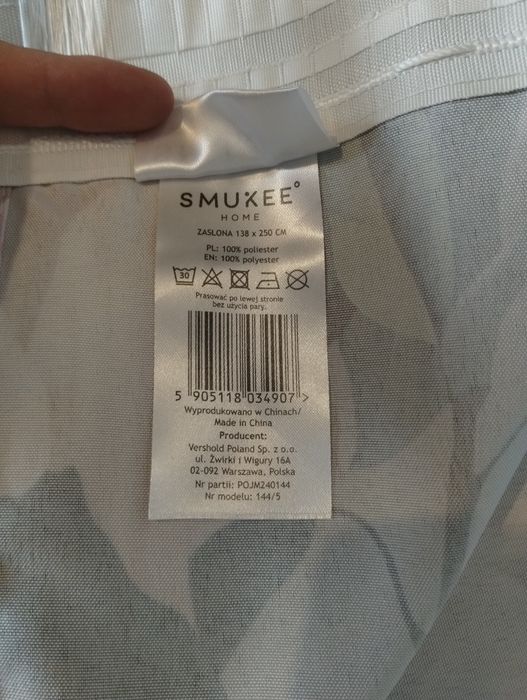 SMUKEE°
HOME
ZASŁONA 138 x 250 CM
PL: 100% poliester
EN: 100% polyester
30
Prasować po lewej stronie
bez użycia pary.
5 905118 034907 >
Wyprodukowano w Chinach/
Made in China
Producent:
Vershold Poland Sp. z o.o.
ul. Żwirki i Wigury 16A
02-092 Warszawa, Polska
Nr partii: POJM240144
Nr modelu: 144/5